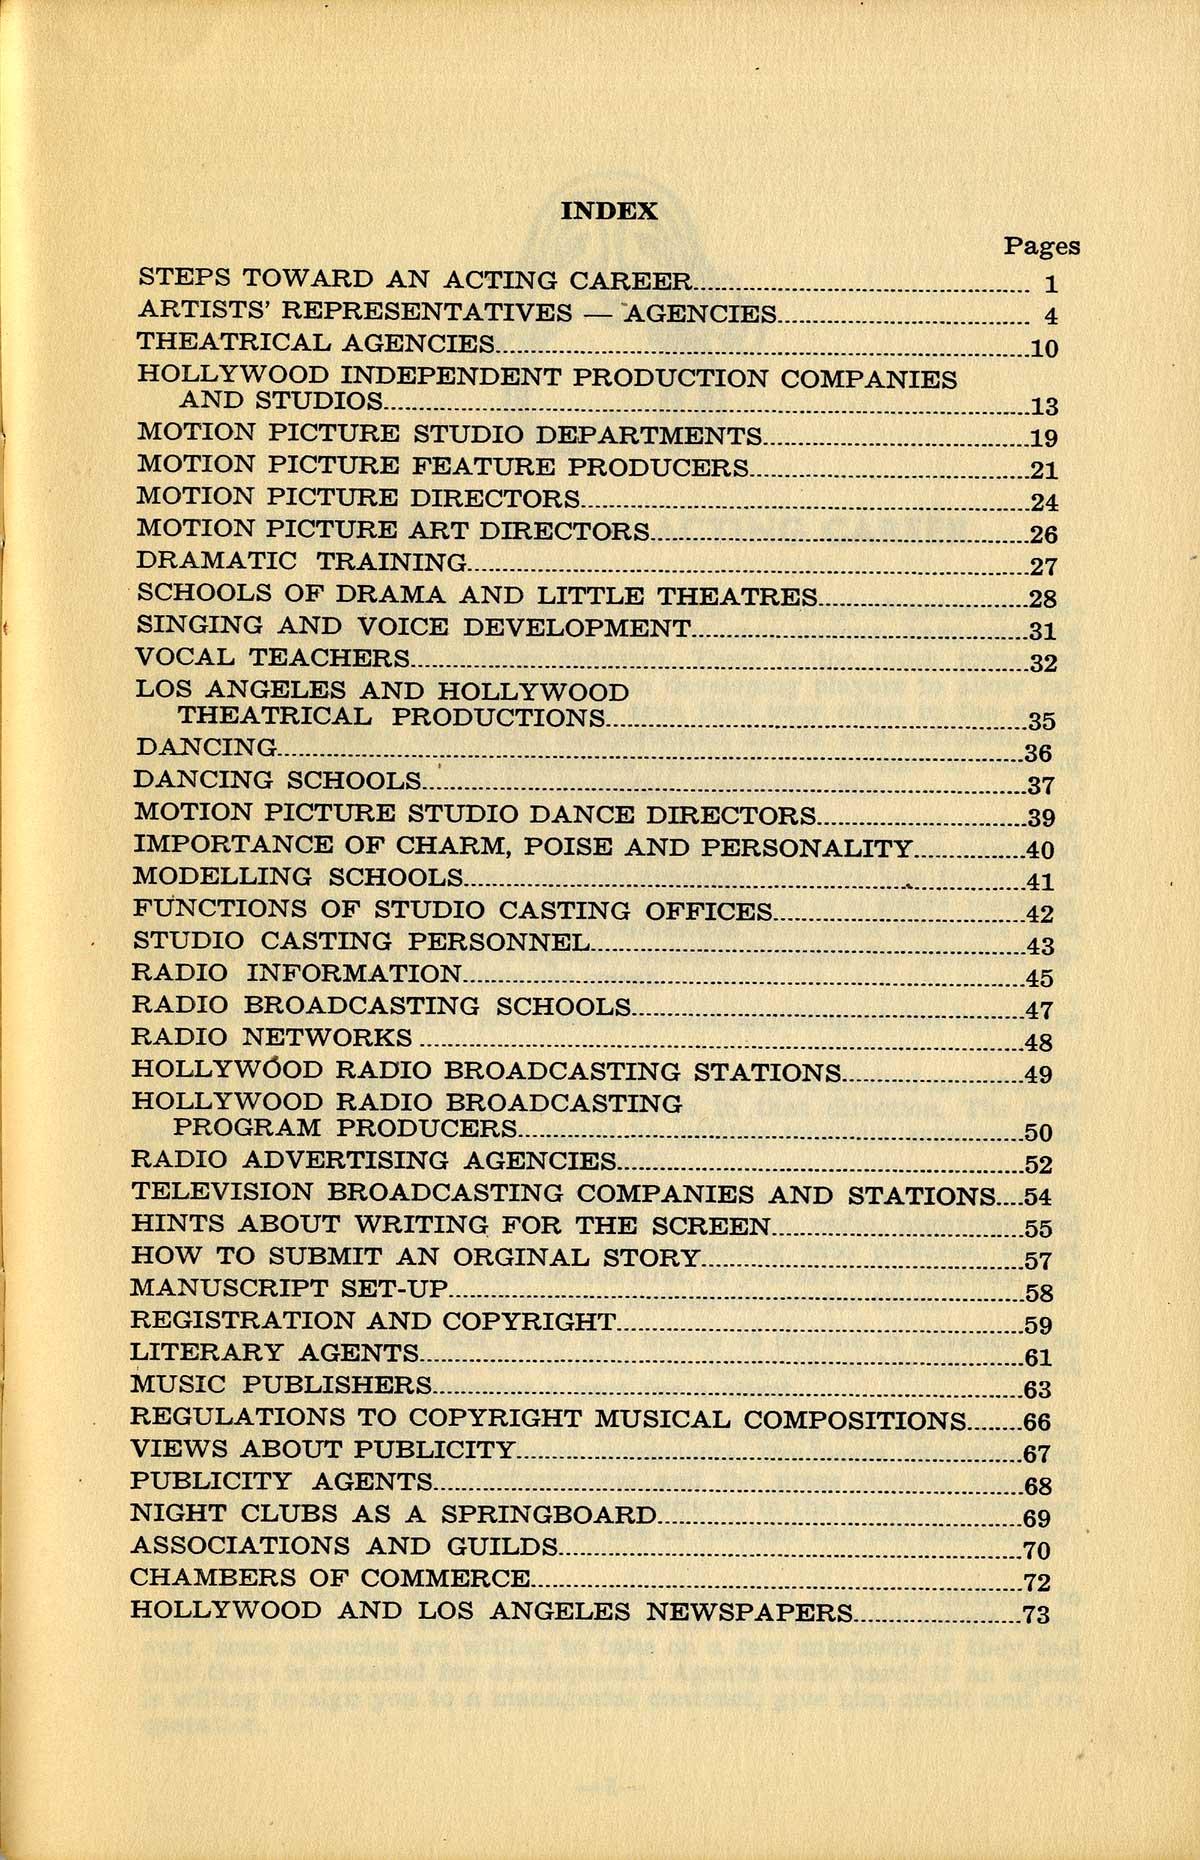 INDEX
Pages
STEPS TOWARD AN ACTING CAREER 1
ARTISTS' REPRESENTATIVES — AGENCIES 4
THEATRICAL AGENCIES 10
HOLLYWOOD INDEPENDENT PRODUCTION COMPANIES
AND STUDIOS 13
MOTION PICTURE STUDIO DEPARTMENTS 19
MOTION PICTURE FEATURE PRODUCERS 21
MOTION PICTURE DIRECTORS 24
MOTION PICTURE ART DIRECTORS 26
DRAMATIC TRAINING 27
SCHOOLS OF DRAMA AND LITTLE THEATRES 28
SINGING AND VOICE DEVELOPMENT 31
VOCAL TEACHERS 32
LOS ANGELES AND HOLLYWOOD
THEATRICAL PRODUCTIONS 35
DANCING 36
DANCING SCHOOLS 37
MOTION PICTURE STUDIO DANCE DIRECTORS 39
IMPORTANCE OF CHARM, POISE AND PERSONALITY 40
MODELLING SCHOOLS 41
FUNCTIONS OF STUDIO CASTING OFFICES 42
STUDIO CASTING PERSONNEL 43
RADIO INFORMATION 45
RADIO BROADCASTING SCHOOLS 47
RADIO NETWORKS 48
HOLLYWOOD RADIO BROADCASTING STATIONS 49
HOLLYWOOD RADIO BROADCASTING
PROGRAM PRODUCERS 50
RADIO ADVERTISING AGENCIES 52
TELEVISION BROADCASTING COMPANIES AND STATIONS 54
HINTS ABOUT WRITING FOR THE SCREEN 55
HOW TO SUBMIT AN ORGINAL STORY 57
MANUSCRIPT SET-UP 58
REGISTRATION AND COPYRIGHT 59
LITERARY AGENTS 61
MUSIC PUBLISHERS 63
REGULATIONS TO COPYRIGHT MUSICAL COMPOSITIONS 66
VIEWS ABOUT PUBLICITY 67
PUBLICITY AGENTS 68
NIGHT CLUBS AS A SPRINGBOARD 69
ASSOCIATIONS AND GUILDS 70
CHAMBERS OF COMMERCE 72
HOLLYWOOD AND LOS ANGELES NEWSPAPERS 73